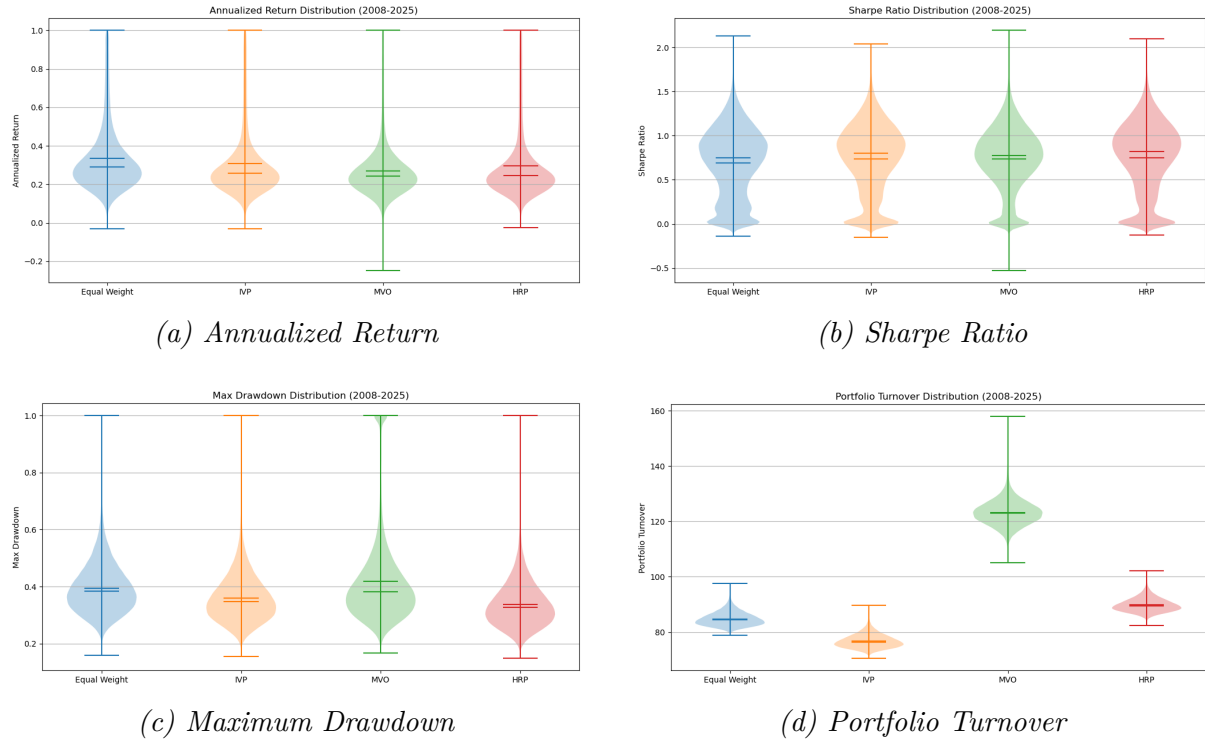 Annualized Return Distribution (2008-2025)
Annualized Return
1.0
0.8
0.6
0.4
0.2
0.0
−0.2
Equal Weight IVP MVO HRP
(a) Annualized Return
Sharpe Ratio Distribution (2008-2025)
Sharpe Ratio
2.0
1.5
1.0
0.5
0.0
−0.5
Equal Weight IVP MVO HRP
(b) Sharpe Ratio
Max Drawdown Distribution (2008-2025)
Max Drawdown
1.0
0.8
0.6
0.4
0.2
Equal Weight IVP MVO HRP
(c) Maximum Drawdown
Portfolio Turnover Distribution (2008-2025)
Portfolio Turnover
160
140
120
100
80
Equal Weight IVP MVO HRP
(d) Portfolio Turnover